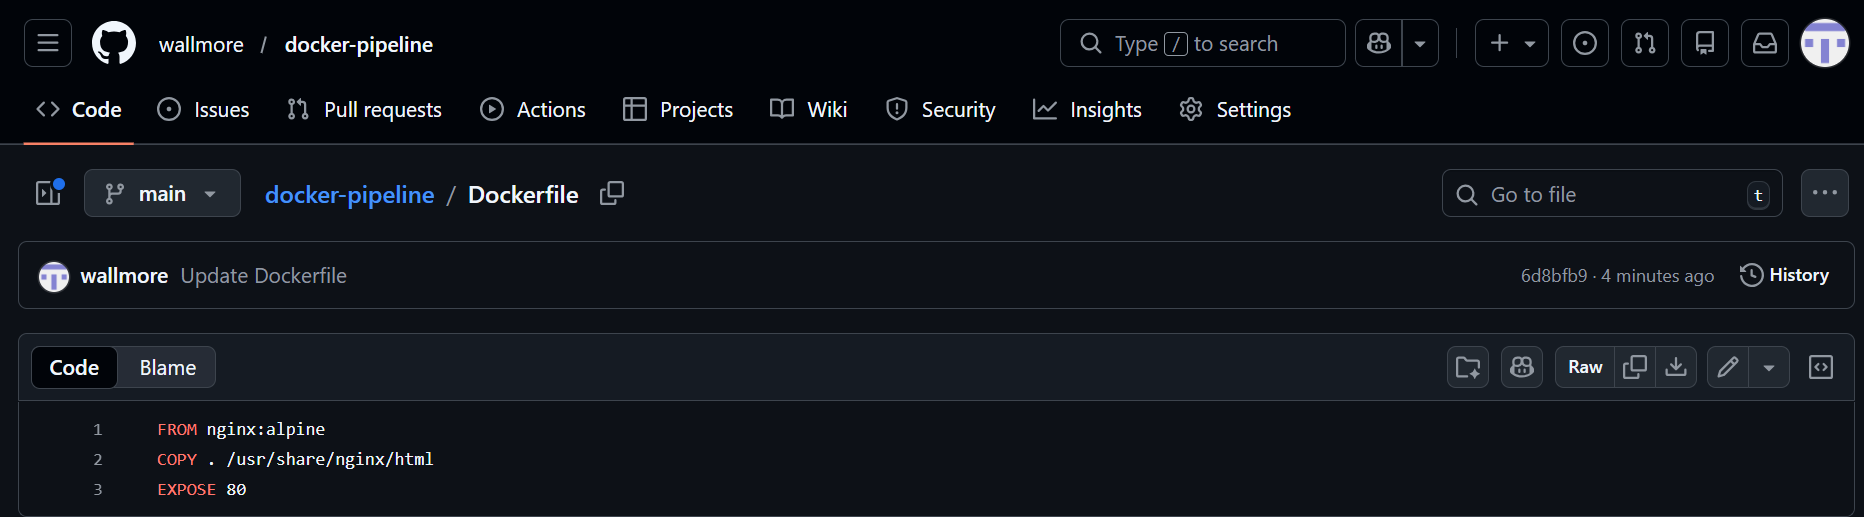 wallmore / docker-pipeline
Type / to search
Code
Issues
Pull requests
Actions
Projects
Wiki
Security
Insights
Settings
main
docker-pipeline / Dockerfile
Go to file
t
wallmore Update Dockerfile
6d8bfb9 · 4 minutes ago
History
Code
Blame
Raw
1 FROM nginx:alpine
2 COPY . /usr/share/nginx/html
3 EXPOSE 80